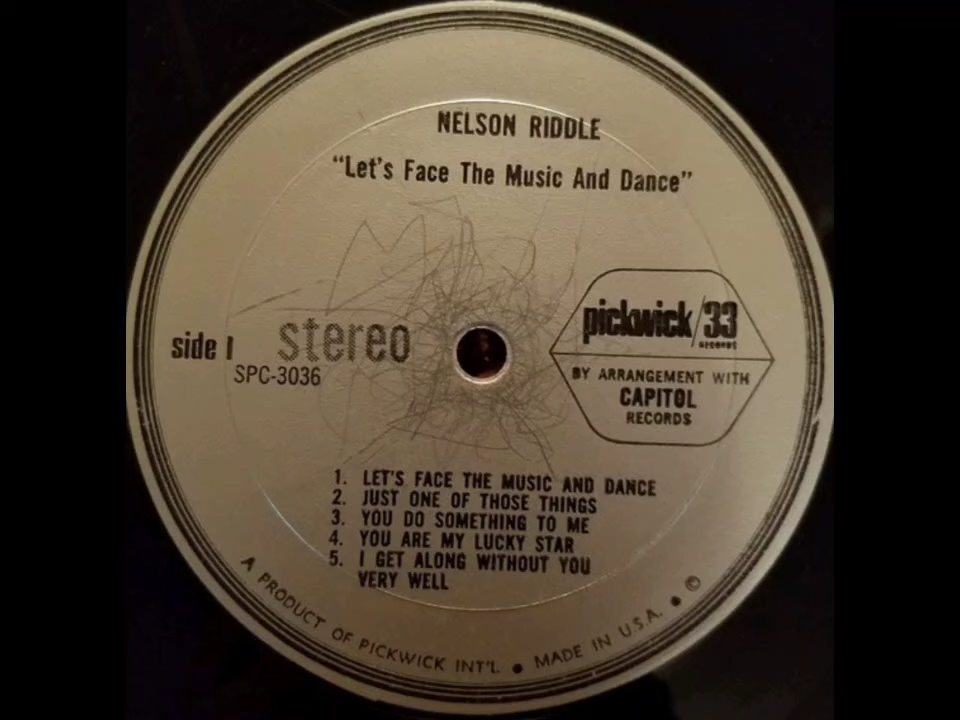 NELSON RIDDLE
"Let's Face The Music And Dance"
side 1
stereo
SPC-3036
pickwick/33
records
BY ARRANGEMENT WITH
CAPITOL
RECORDS
1. LET'S FACE THE MUSIC AND DANCE
2. JUST ONE OF THOSE THINGS
3. YOU DO SOMETHING TO ME
4. YOU ARE MY LUCKY STAR
5. I GET ALONG WITHOUT YOU
VERY WELL
A PRODUCT OF PICKWICK INT'L. ● MADE IN U.S.A. ● ©